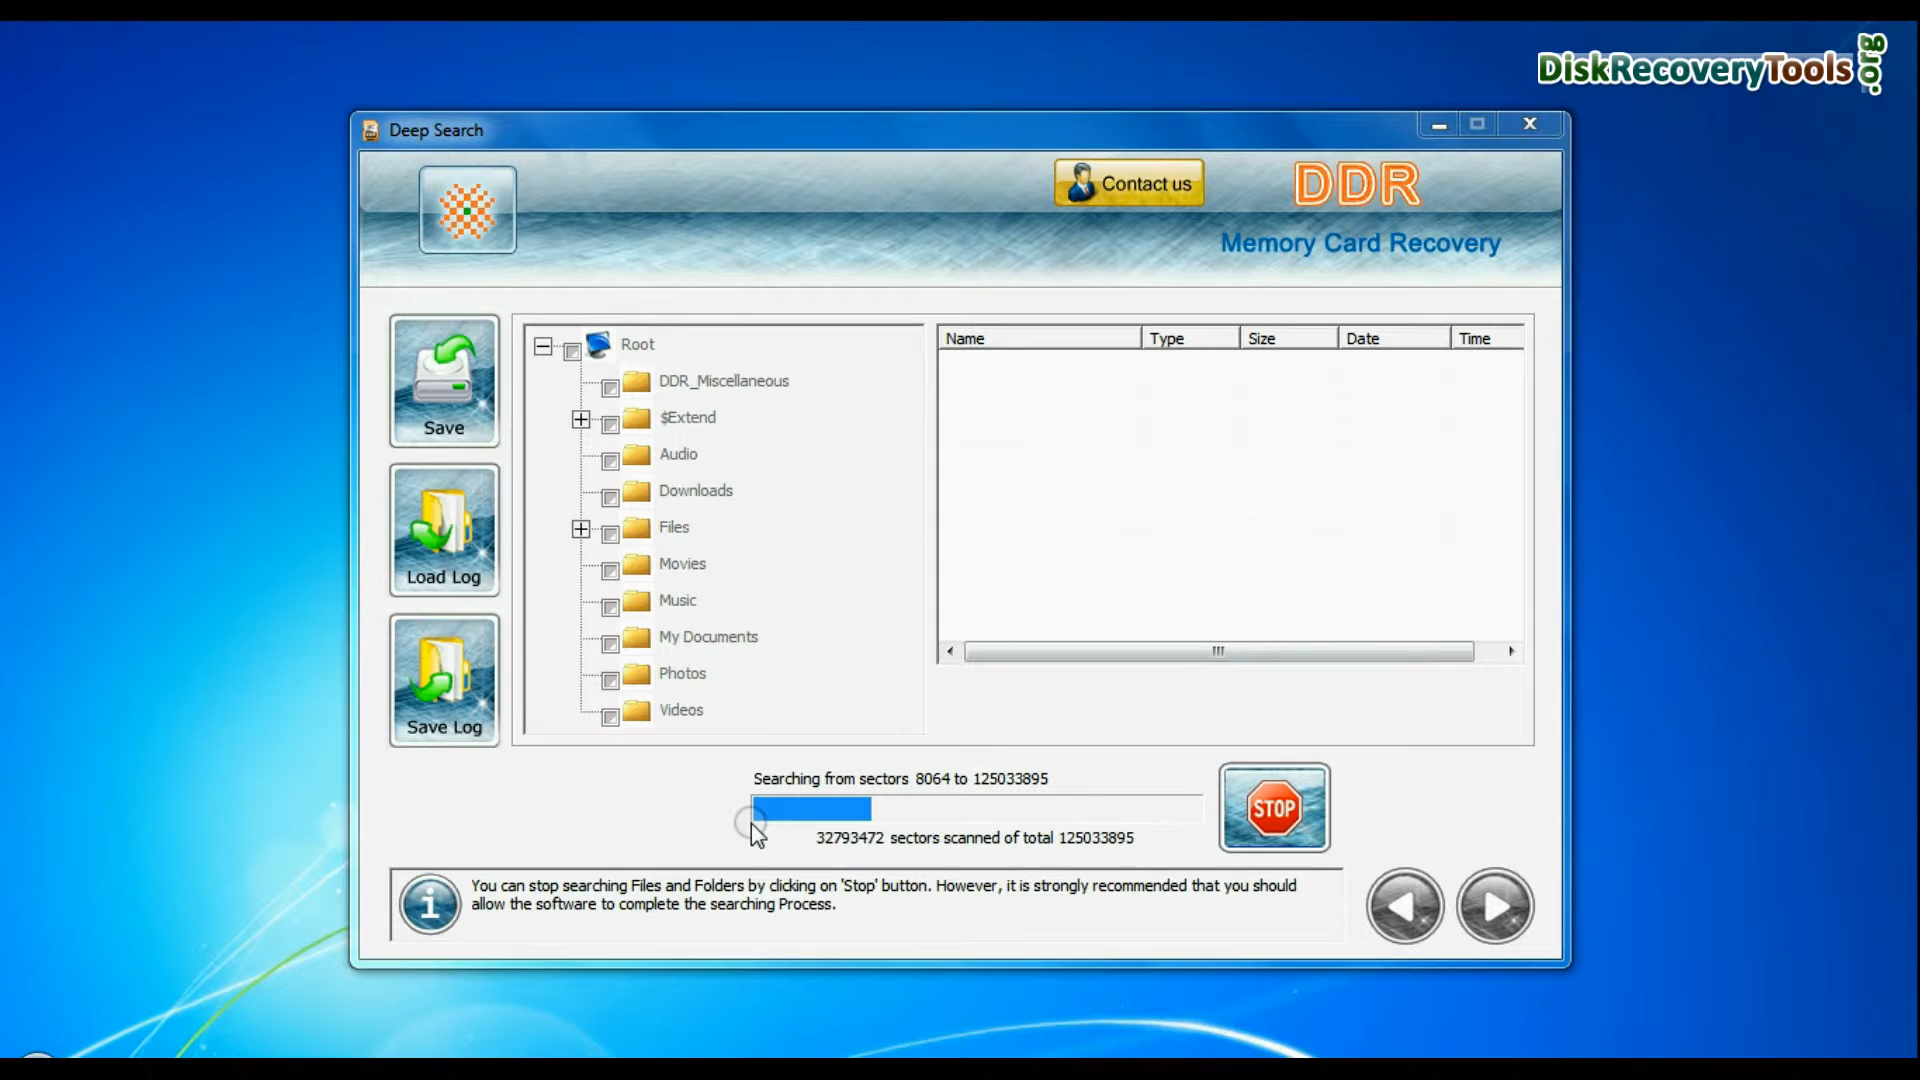 DiskRecoveryTools.org
Deep Search
Contact us
DDR
Memory Card Recovery
Save
Load Log
Save Log
Root
DDR_Miscellaneous
$Extend
Audio
Downloads
Files
Movies
Music
My Documents
Photos
Videos
Name Type Size Date Time
Searching from sectors 8064 to 125033895
32793472 sectors scanned of total 125033895
STOP
You can stop searching Files and Folders by clicking on 'Stop' button. However, it is strongly recommended that you should
allow the software to complete the searching Process.